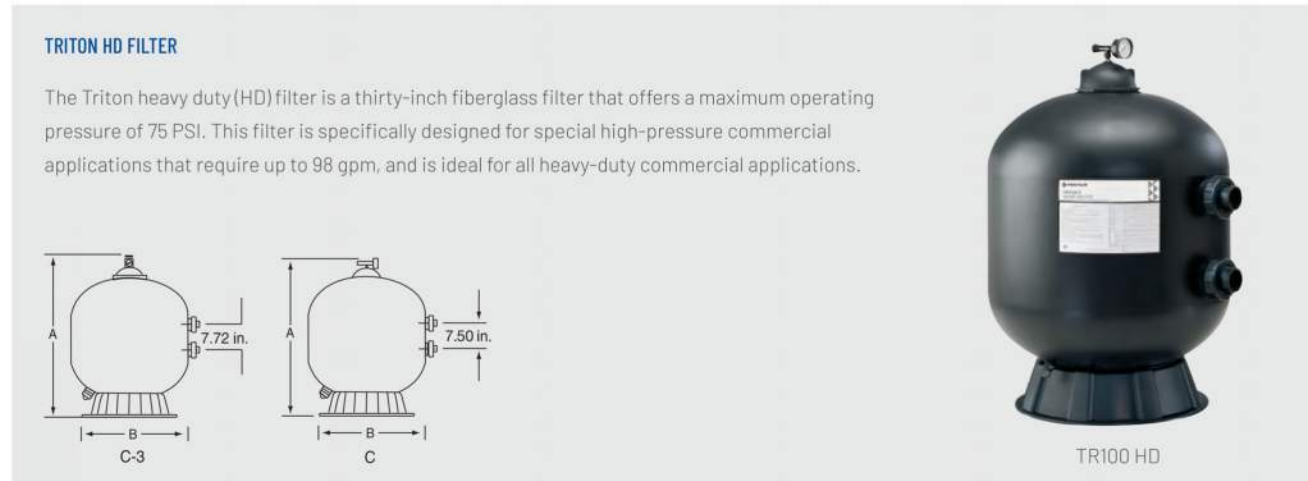 TRITON HD FILTER
The Triton heavy duty (HD) filter is a thirty-inch fiberglass filter that offers a maximum operating
pressure of 75 PSI. This filter is specifically designed for special high-pressure commercial
applications that require up to 98 gpm, and is ideal for all heavy-duty commercial applications.
A
7.72 in.
B
C-3
A
7.50 in.
B
C
TR100 HD